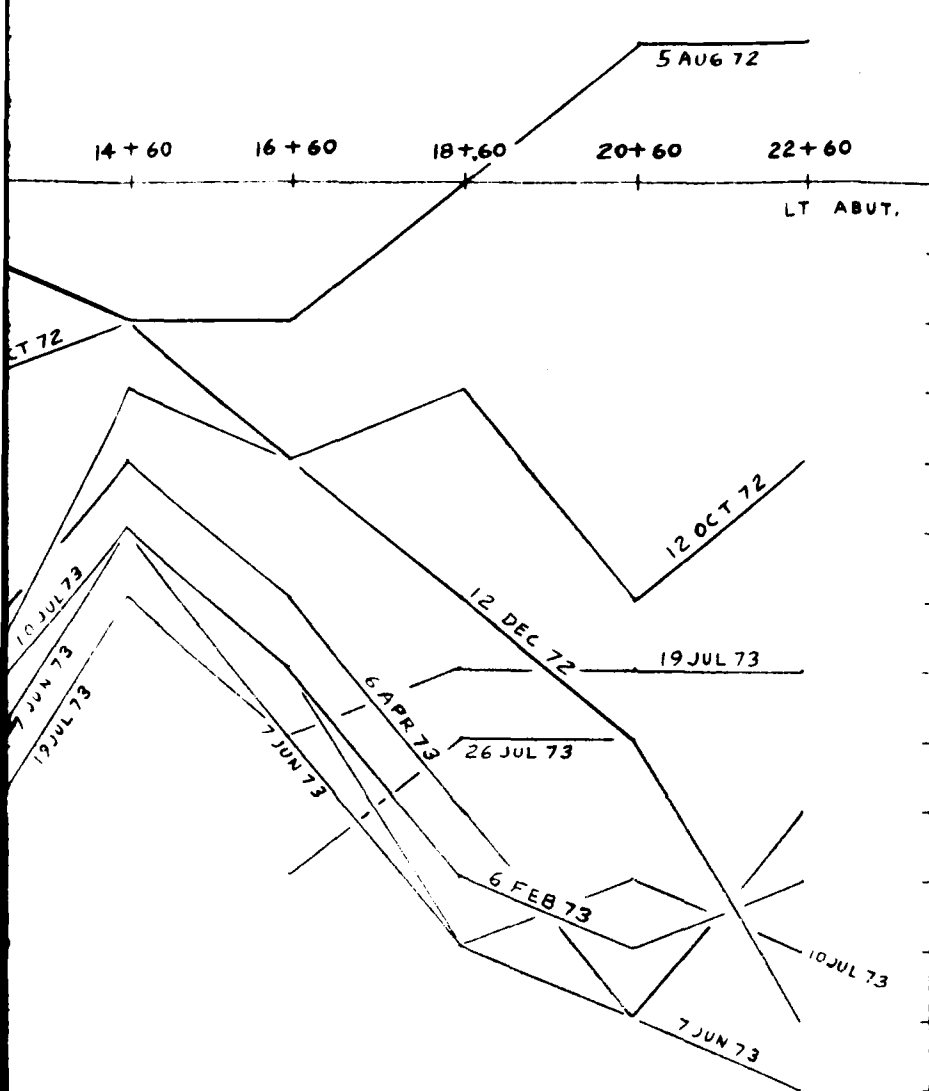 5 AUG 72
14+60 16+60 18+60 20+60 22+60
LT ABUT.
CT 72
12 OCT 72
10 JUL 73
12 DEC 72
7 JUN 73
19 JUL 73
19 JUL 73
6 APR 73
7 JUN 73
26 JUL 73
6 FEB 73
10 JUL 73
7 JUN 73